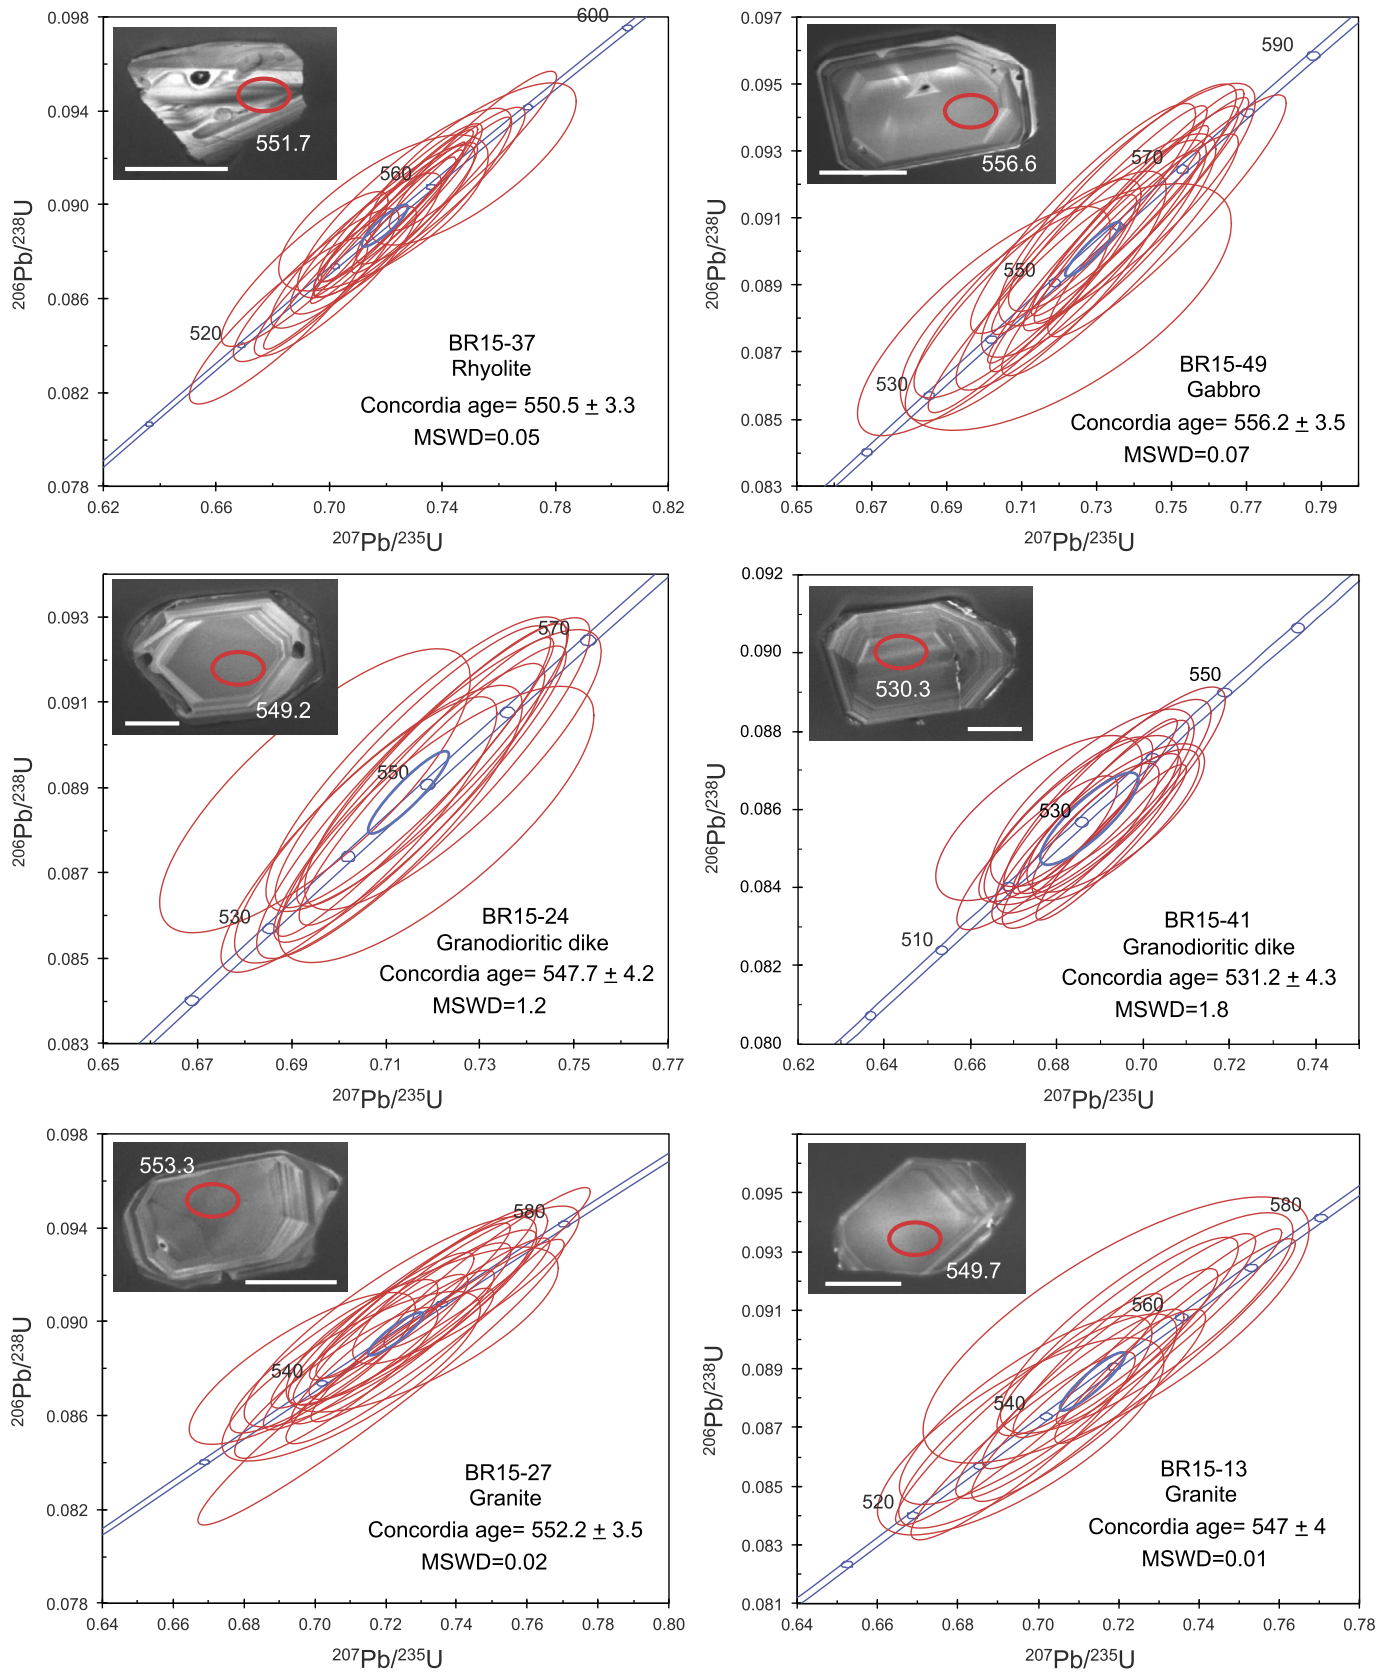 0.098
0.094
0.090
0.086
0.082
0.078
206Pb/238U
600
560
520
551.7
BR15-37
Rhyolite
Concordia age= 550.5 ± 3.3
MSWD=0.05
0.62 0.66 0.70 0.74 0.78 0.82
207Pb/235U
0.097
0.095
0.093
0.091
0.089
0.087
0.085
0.083
206Pb/238U
590
570
550
530
556.6
BR15-49
Gabbro
Concordia age= 556.2 ± 3.5
MSWD=0.07
0.65 0.67 0.69 0.71 0.73 0.75 0.77 0.79
207Pb/235U
0.093
0.091
0.089
0.087
0.085
0.083
206Pb/238U
570
550
530
549.2
BR15-24
Granodioritic dike
Concordia age= 547.7 ± 4.2
MSWD=1.2
0.65 0.67 0.69 0.71 0.73 0.75 0.77
207Pb/235U
0.092
0.090
0.088
0.086
0.084
0.082
0.080
206Pb/238U
550
530
510
530.3
BR15-41
Granodioritic dike
Concordia age= 531.2 ± 4.3
MSWD=1.8
0.62 0.64 0.66 0.68 0.70 0.72 0.74
207Pb/235U
0.098
0.094
0.090
0.086
0.082
0.078
206Pb/238U
580
540
553.3
BR15-27
Granite
Concordia age= 552.2 ± 3.5
MSWD=0.02
0.64 0.66 0.68 0.70 0.72 0.74 0.76 0.78 0.80
207Pb/235U
0.095
0.093
0.091
0.089
0.087
0.085
0.083
0.081
206Pb/238U
580
560
540
520
549.7
BR15-13
Granite
Concordia age= 547 ± 4
MSWD=0.01
0.64 0.66 0.68 0.70 0.72 0.74 0.76 0.78
207Pb/235U